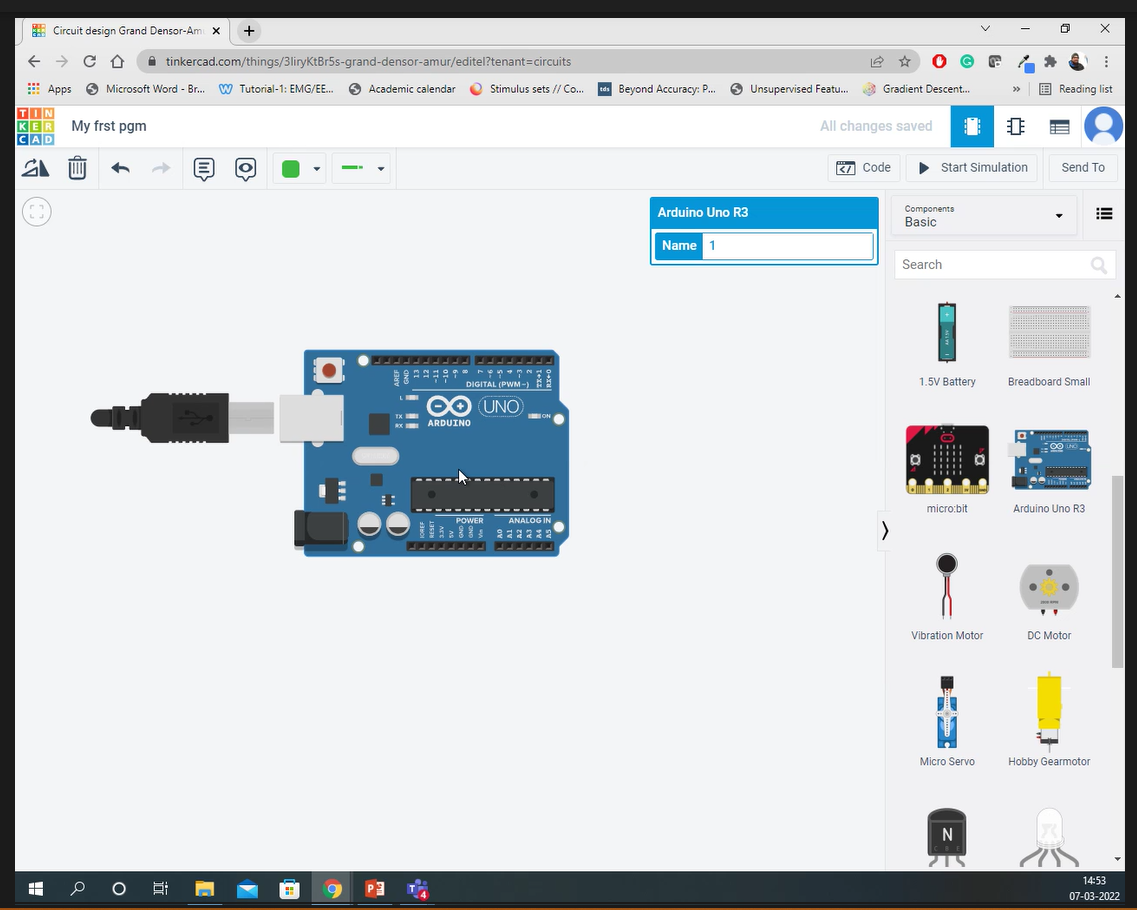 Circuit design Grand Densor-Am
tinkercad.com/things/3IiryKtBr5s-grand-densor-amur/editel?tenant=circuits
Apps
Microsoft Word - Br...
Tutorial-1: EMG/EE...
Academic calendar
Stimulus sets // Co...
tds
Beyond Accuracy: P...
Unsupervised Featu...
Gradient Descent...
»
Reading list
TIN
KER
CAD
My frst pgm
All changes saved
Code
Start Simulation
Send To
Arduino Uno R3
Name
1
Components
Basic
Search
1.5V Battery
Breadboard Small
micro:bit
Arduino Uno R3
Vibration Motor
DC Motor
Micro Servo
Hobby Gearmotor
N
AREF
GND
13
12
~11
~10
~9
8
7
~6
~5
4
~3
2
TX→1
RX←0
DIGITAL (PWM~)
L
TX
RX
UNO
ARDUINO
ON
POWER
ANALOG IN
IOREF
RESET
3.3V
5V
GND
GND
Vin
A0
A1
A2
A3
A4
A5
4
14:53
07-03-2022